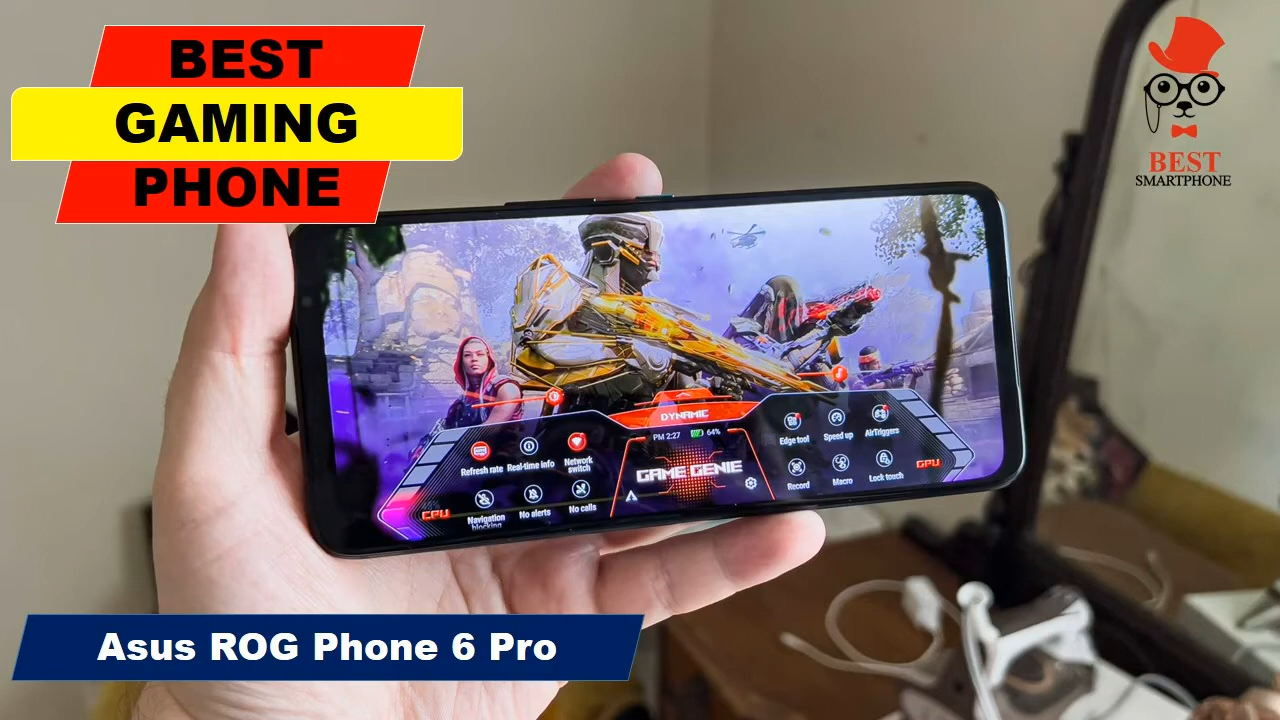 BEST
GAMING
PHONE
BEST
SMARTPHONE
DYNAMIC
PM 2:27 64%
GAME GENIE
Refresh rate
Real-time info
Network
switch
Navigation
blocking
No alerts
No calls
CPU
Edge tool
Speed up
AirTriggers
Record
Macro
Lock touch
GPU
Asus ROG Phone 6 Pro